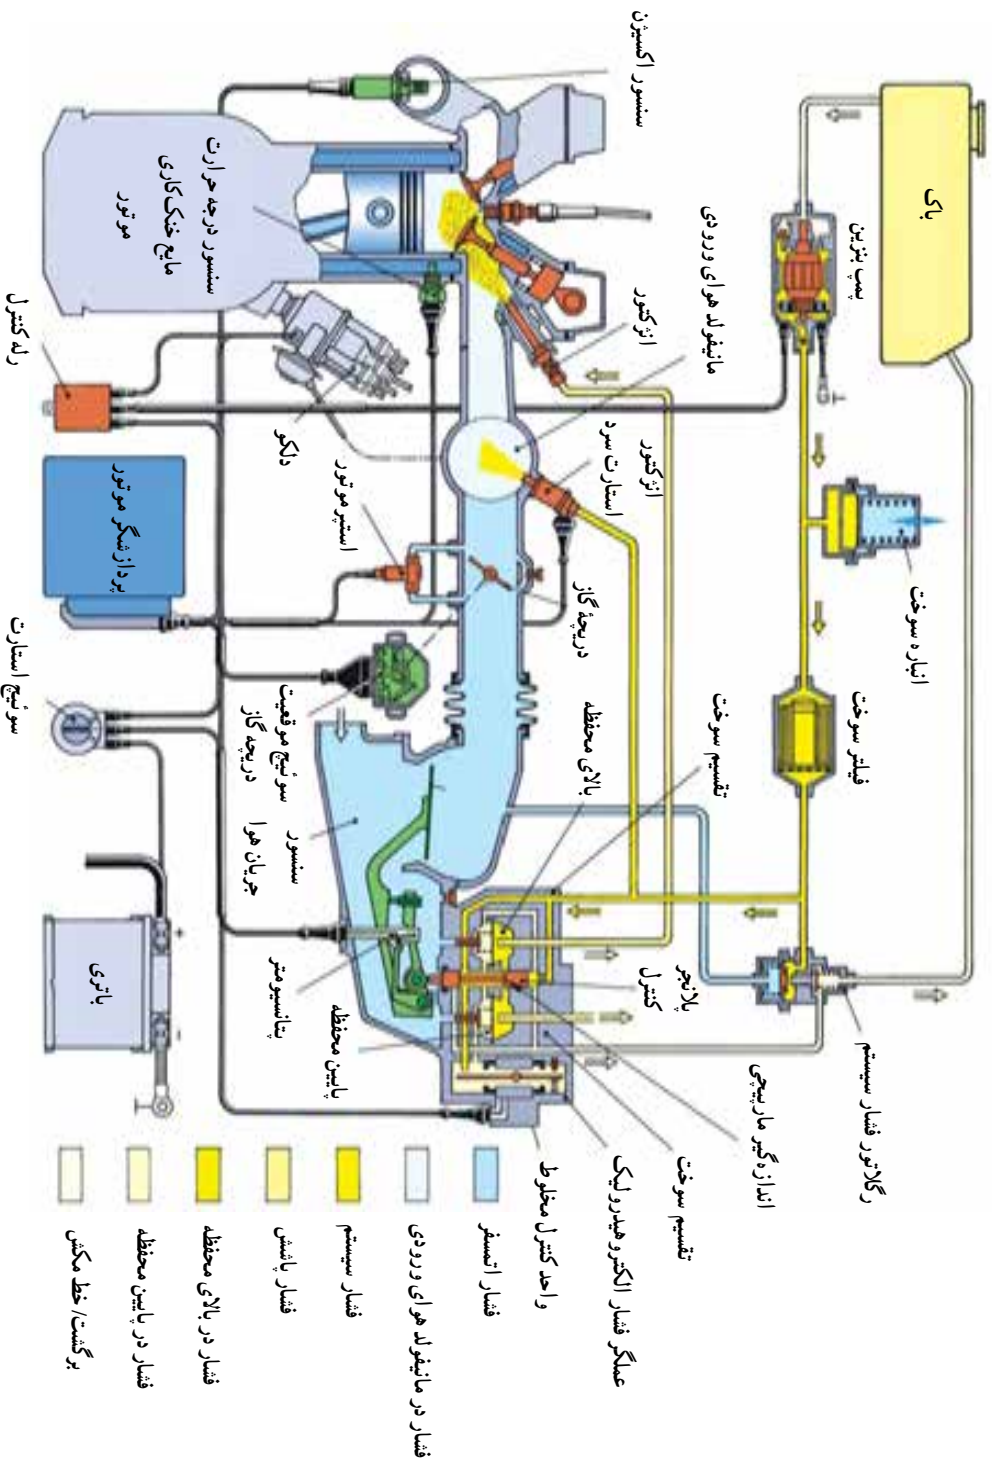 باک
پمپ بنزین
انباره سوخت
فیلتر سوخت
رگلاتور فشار سیستم
سنسور اکسیژن
مانیفولد هوای ورودی
انژکتور
انژکتور
استارت سرد
دریچۀ گاز
تقسیم سوخت
بالای محفظه
پلانجر
کنترل
اندازه‌گیر مارپیچی
تقسیم سوخت
عملگر فشار الکتروهیدرولیک
واحد کنترل مخلوط
سنسور درجه حرارت
مایع خنک‌کاری
موتور
دلکو
استپر موتور
سوئیچ موقعیت
دریچه گاز
سنسور
جریان هوا
پتانسیومتر
پایین محفظه
رله کنترل
پردازشگر موتور
سوئیچ استارت
باتری
+
−
فشار اتمسفر
فشار در مانیفولد هوای ورودی
فشار سیستم
فشار پاشش
فشار در بالای محفظه
فشار در پایین محفظه
برگشت/ خط مکش